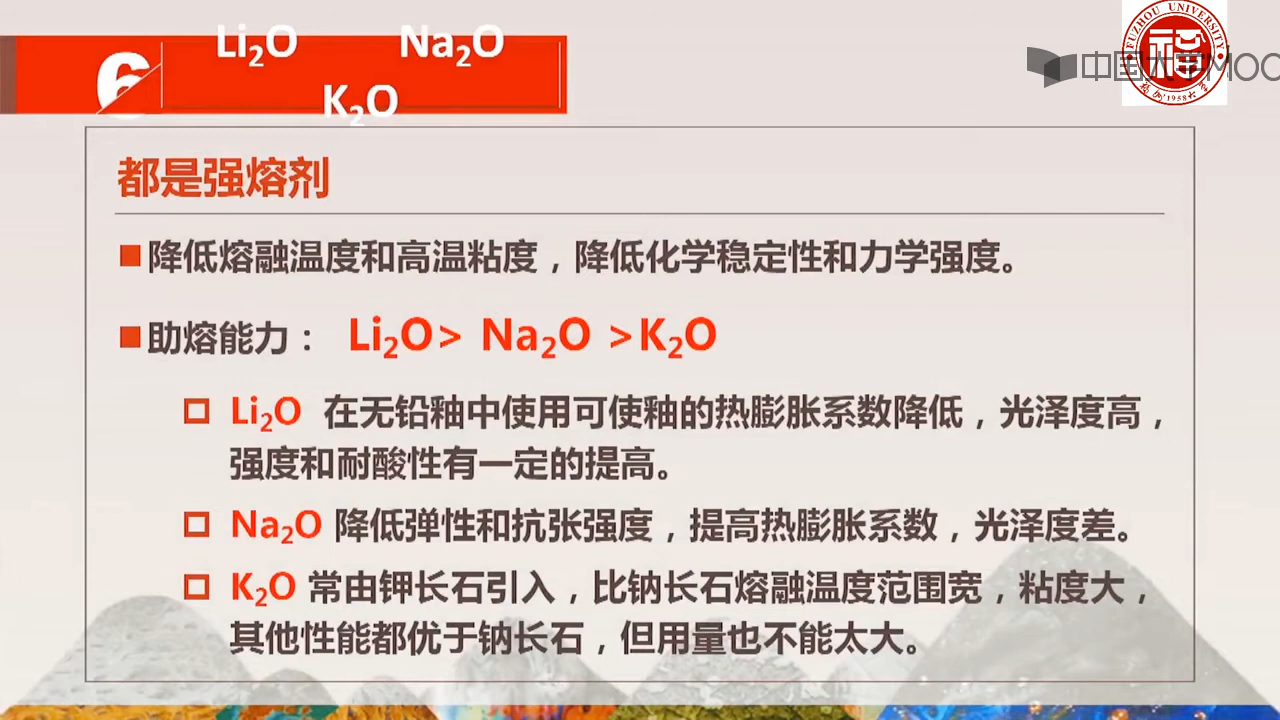 6
Li₂O Na₂O
K₂O
FUZHOU UNIVERSITY
1958
中国大学MOO
都是强熔剂
降低熔融温度和高温粘度，降低化学稳定性和力学强度。
助熔能力： Li₂O> Na₂O >K₂O
Li₂O 在无铅釉中使用可使釉的热膨胀系数降低，光泽度高，
强度和耐酸性有一定的提高。
Na₂O 降低弹性和抗张强度，提高热膨胀系数，光泽度差。
K₂O 常由钾长石引入，比钠长石熔融温度范围宽，粘度大，
其他性能都优于钠长石，但用量也不能太大。